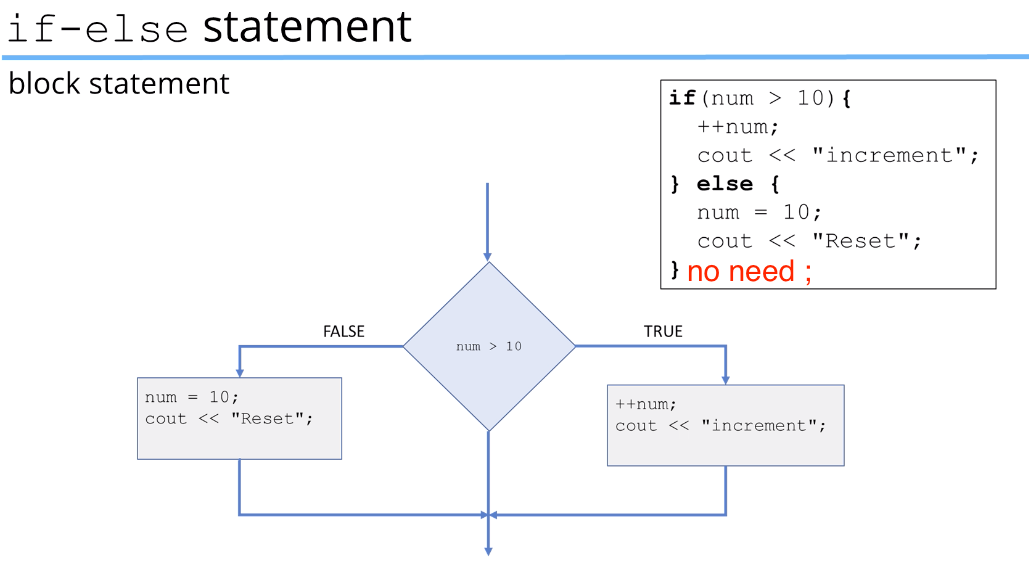 if-else statement
block statement
if(num > 10){
++num;
cout << "increment";
} else {
num = 10;
cout << "Reset";
} no need ;
FALSE
num > 10
TRUE
num = 10;
cout << "Reset";
++num;
cout << "increment";